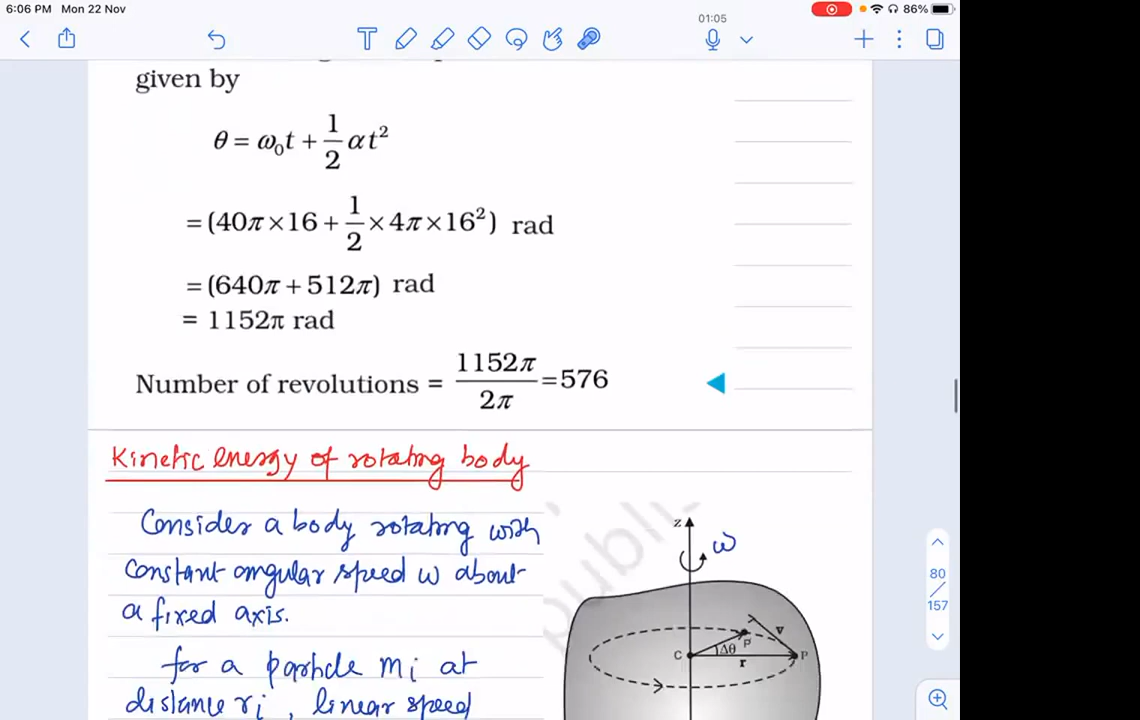 6:06 PM Mon 22 Nov
86%
01:05
given by
θ = ω₀t + 1/2 αt²
= (40π × 16 + 1/2 × 4π × 16²) rad
= (640π + 512π) rad
= 1152π rad
Number of revolutions = 1152π/2π = 576
Kinetic energy of rotating body
Consider a body rotating with
constant angular speed ω about
a fixed axis.
for a particle mi at
distance ri, linear speed
z
ω
publi
v
P'
C
Δθ
P
r
80
157